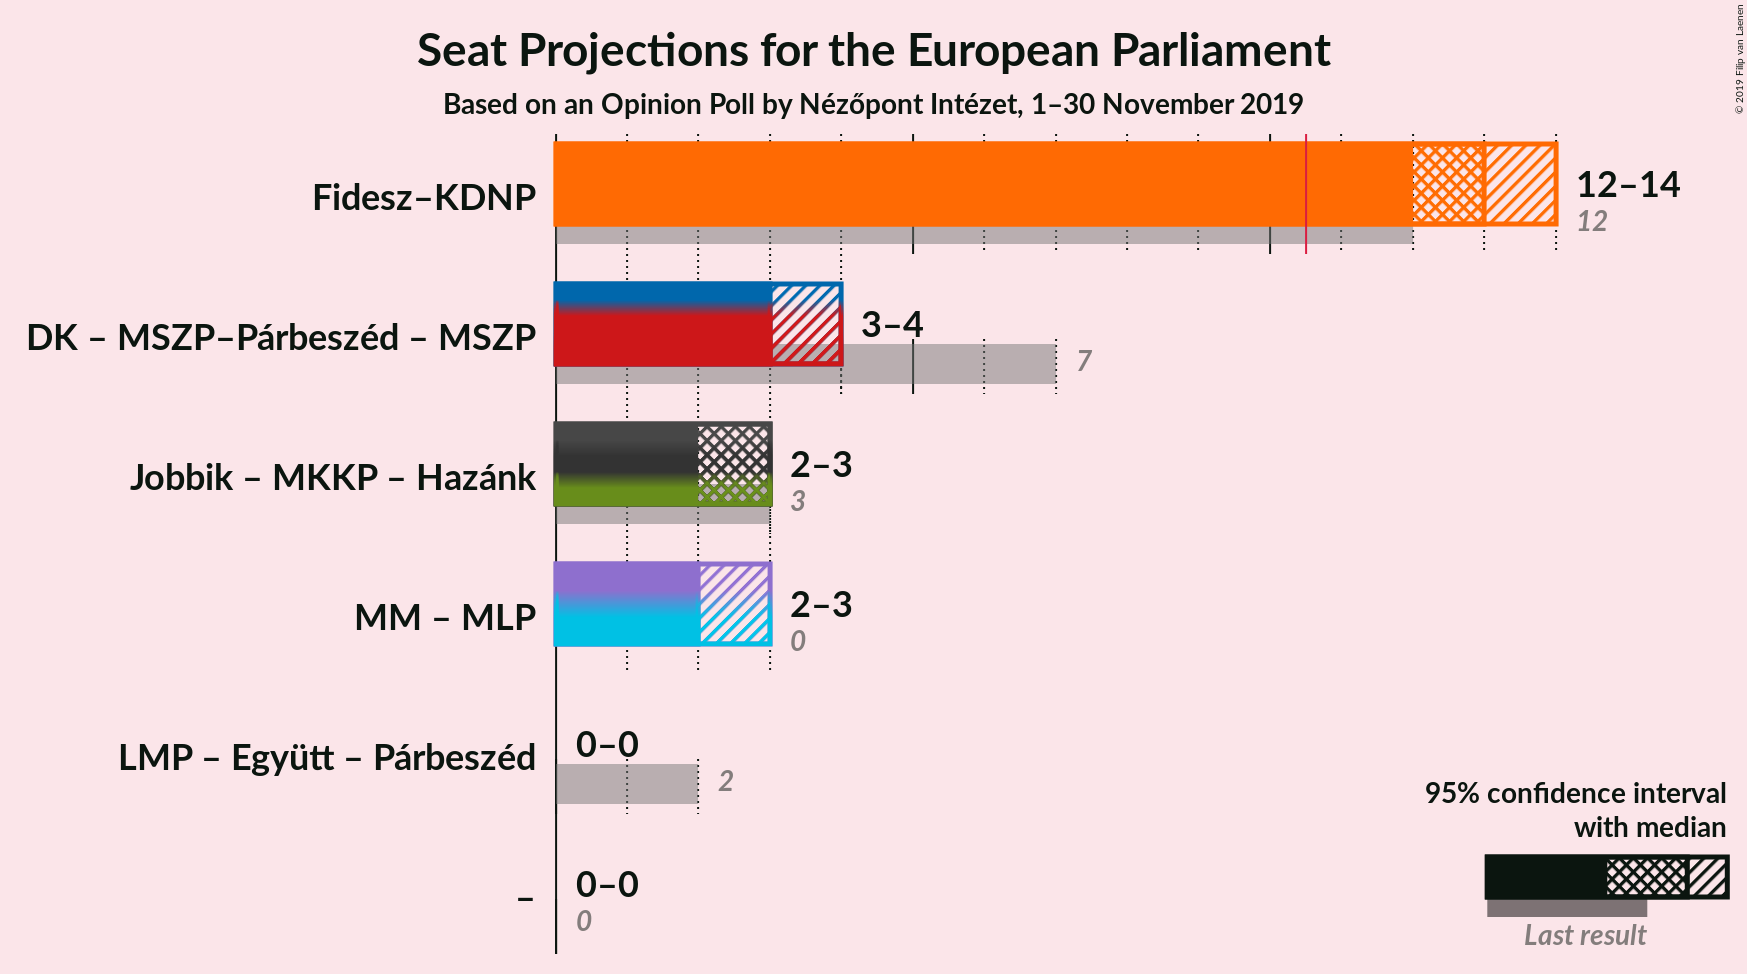 Seat Projections for the European Parliament
Based on an Opinion Poll by Nézőpont Intézet, 1–30 November 2019
© 2019 Filip van Laenen
Fidesz–KDNP
12–14
12
DK – MSZP–Párbeszéd – MSZP
3–4
7
Jobbik – MKKP – Hazánk
2–3
3
MM – MLP
2–3
0
LMP – Együtt – Párbeszéd
0–0
2
–
0–0
0
95% confidence interval
with median
Last result